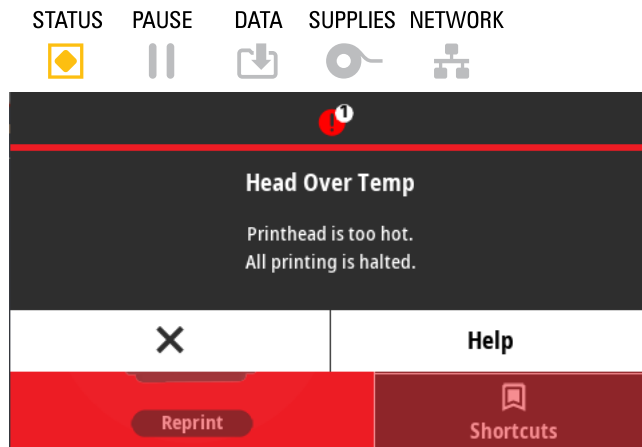 STATUS PAUSE DATA SUPPLIES NETWORK
1
Head Over Temp
Printhead is too hot.
All printing is halted.
Help
Reprint
Shortcuts